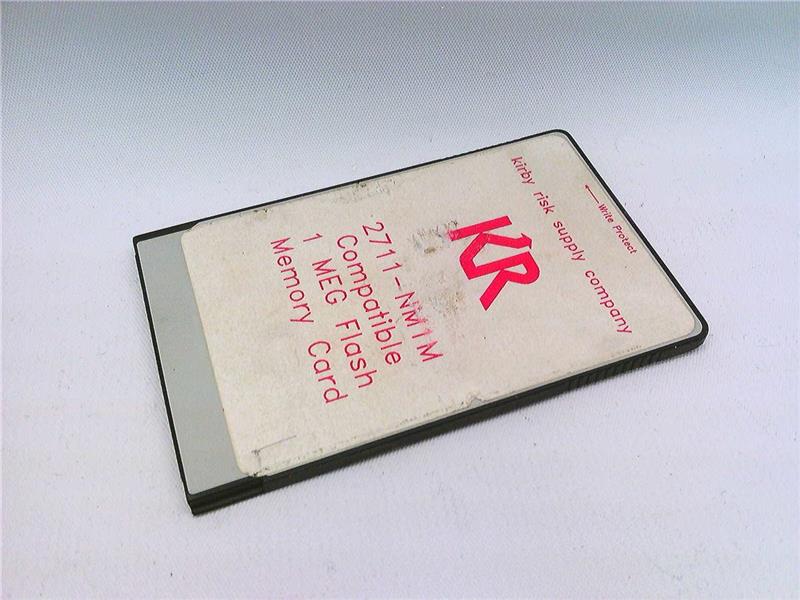 ← Write Protect
kirby risk supply company
KR
2711-NM1M
Compatible
1 MEG Flash
Memory Card